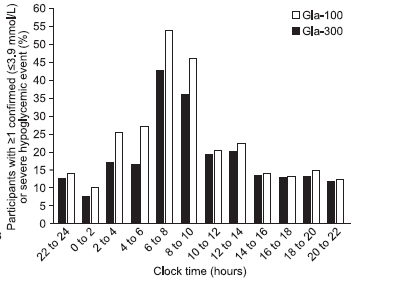 Participants with ≥1 confirmed (≤3,9 mmol/L)
or severe hypoglycemic event (%)
60
55
50
45
40
35
30
25
20
15
10
5
0
Gla-100
Gla-300
22 to 24
0 to 2
2 to 4
4 to 6
6 to 8
8 to 10
10 to 12
12 to 14
14 to 16
16 to 18
18 to 20
20 to 22
Clock time (hours)